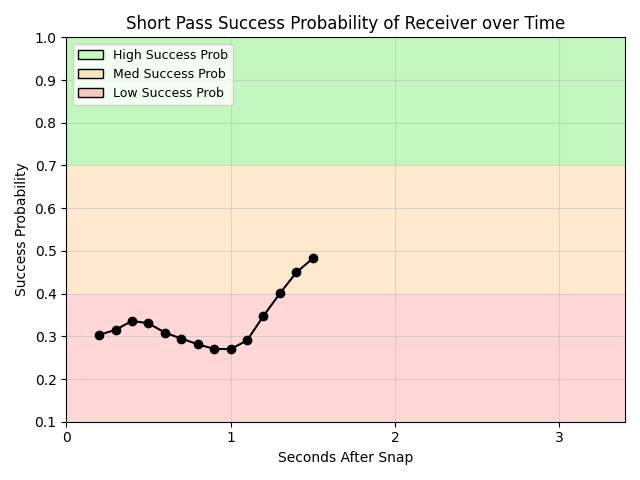 Short Pass Success Probability of Receiver over Time
High Success Prob
Med Success Prob
Low Success Prob
Success Probability
1.0
0.9
0.8
0.7
0.6
0.5
0.4
0.3
0.2
0.1
0 1 2 3
Seconds After Snap